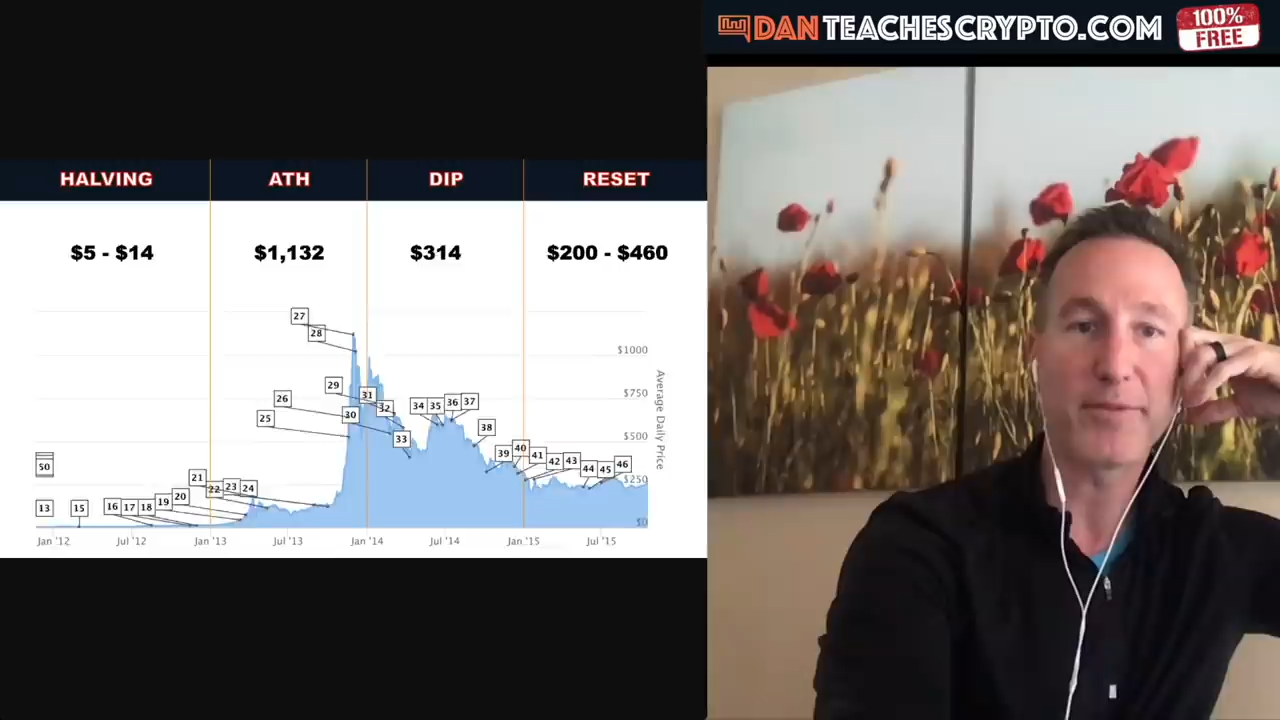 DANTEACHESCRYPTO.COM
100%
FREE
HALVING ATH DIP RESET
$5 - $14 $1,132 $314 $200 - $460
27
28
$1000
29
26
31
$750
32
34 35 36 37
25
30
33
38
$500
39 40
41 42 43 44 45 46
50
$250
21 22 23 24
20
19
13 15 16 17 18
$0
Average Daily Price
Jan '12 Jul '12 Jan '13 Jul '13 Jan '14 Jul '14 Jan '15 Jul '15